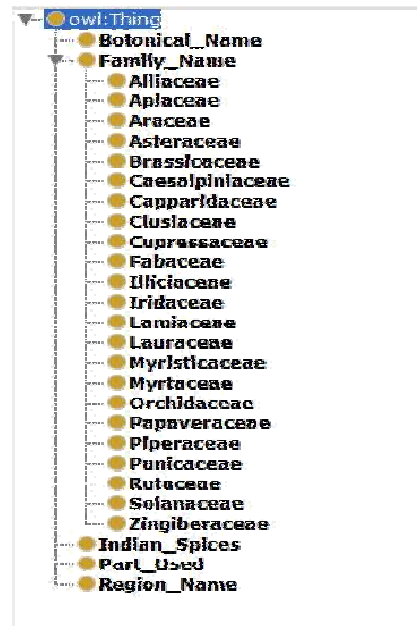 owl:Thing
Botonical_Name
Family_Name
Alliaceae
Apiaceae
Araceae
Asteraceae
Brassicaceae
Caesalpiniaceae
Capparidaceae
Clusiaceae
Cupressaceae
Fabaceae
Illiciaceae
Iridaceae
Lamiaceae
Lauraceae
Myristicaceae
Myrtaceae
Orchidaceae
Papaveraceae
Piperaceae
Punicaceae
Rutaceae
Solanaceae
Zingiberaceae
Indian_Spices
Part_Used
Region_Name